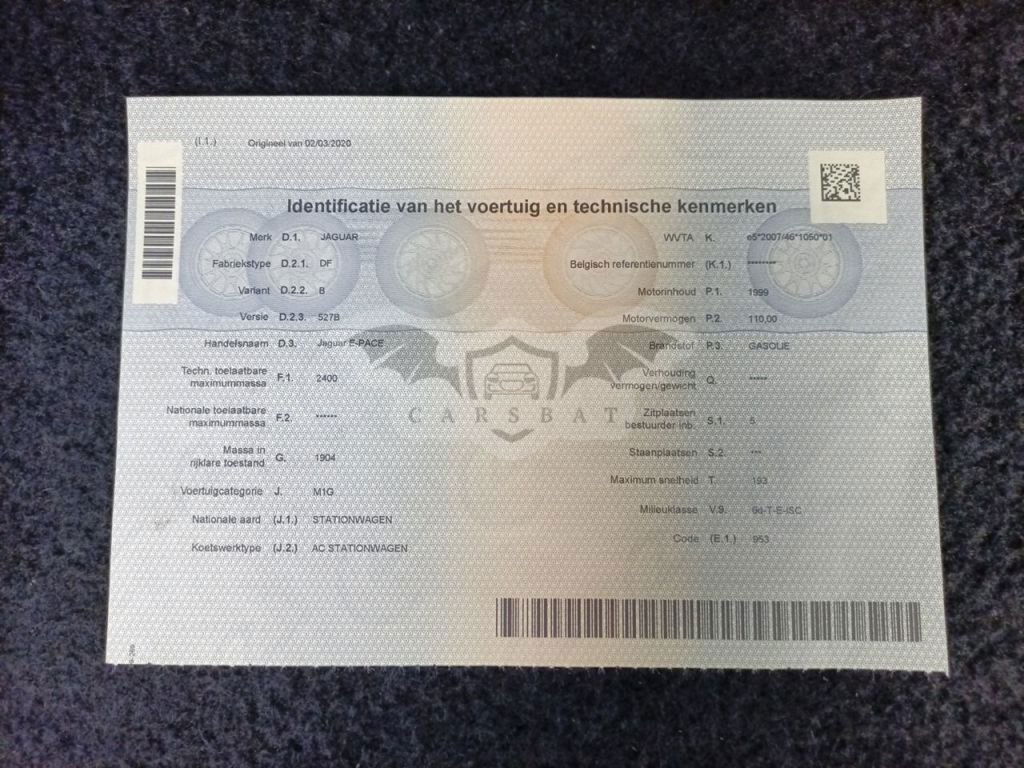 (I.1.) Origineel van 02/03/2020
Identificatie van het voertuig en technische kenmerken
Merk D.1. JAGUAR
Fabriekstype D.2.1. DF
Variant D.2.2. B
Versie D.2.3. 527B
Handelsnaam D.3. Jaguar E-PACE
Techn. toelaatbare
maximummassa F.1. 2400
Nationale toelaatbare
maximummassa F.2. ******
Massa in
rijklare toestand G. 1904
Voertuigcategorie J. M1G
Nationale aard (J.1.) STATIONWAGEN
Koetswerktype (J.2.) AC STATIONWAGEN
WVTA K. e5*2007/46*1050*01
Belgisch referentienummer (K.1.) ********
Motorinhoud P.1. 1999
Motorvermogen P.2. 110,00
Brandstof P.3. GASOLIE
Verhouding
vermogen/gewicht Q. *****
Zitplaatsen
bestuurder inb. S.1. 5
Staanplaatsen S.2. ***
Maximum snelheid T. 193
Milieuklasse V.9. 6d-T-E-ISC
Code (E.1.) 953
CARSBAT